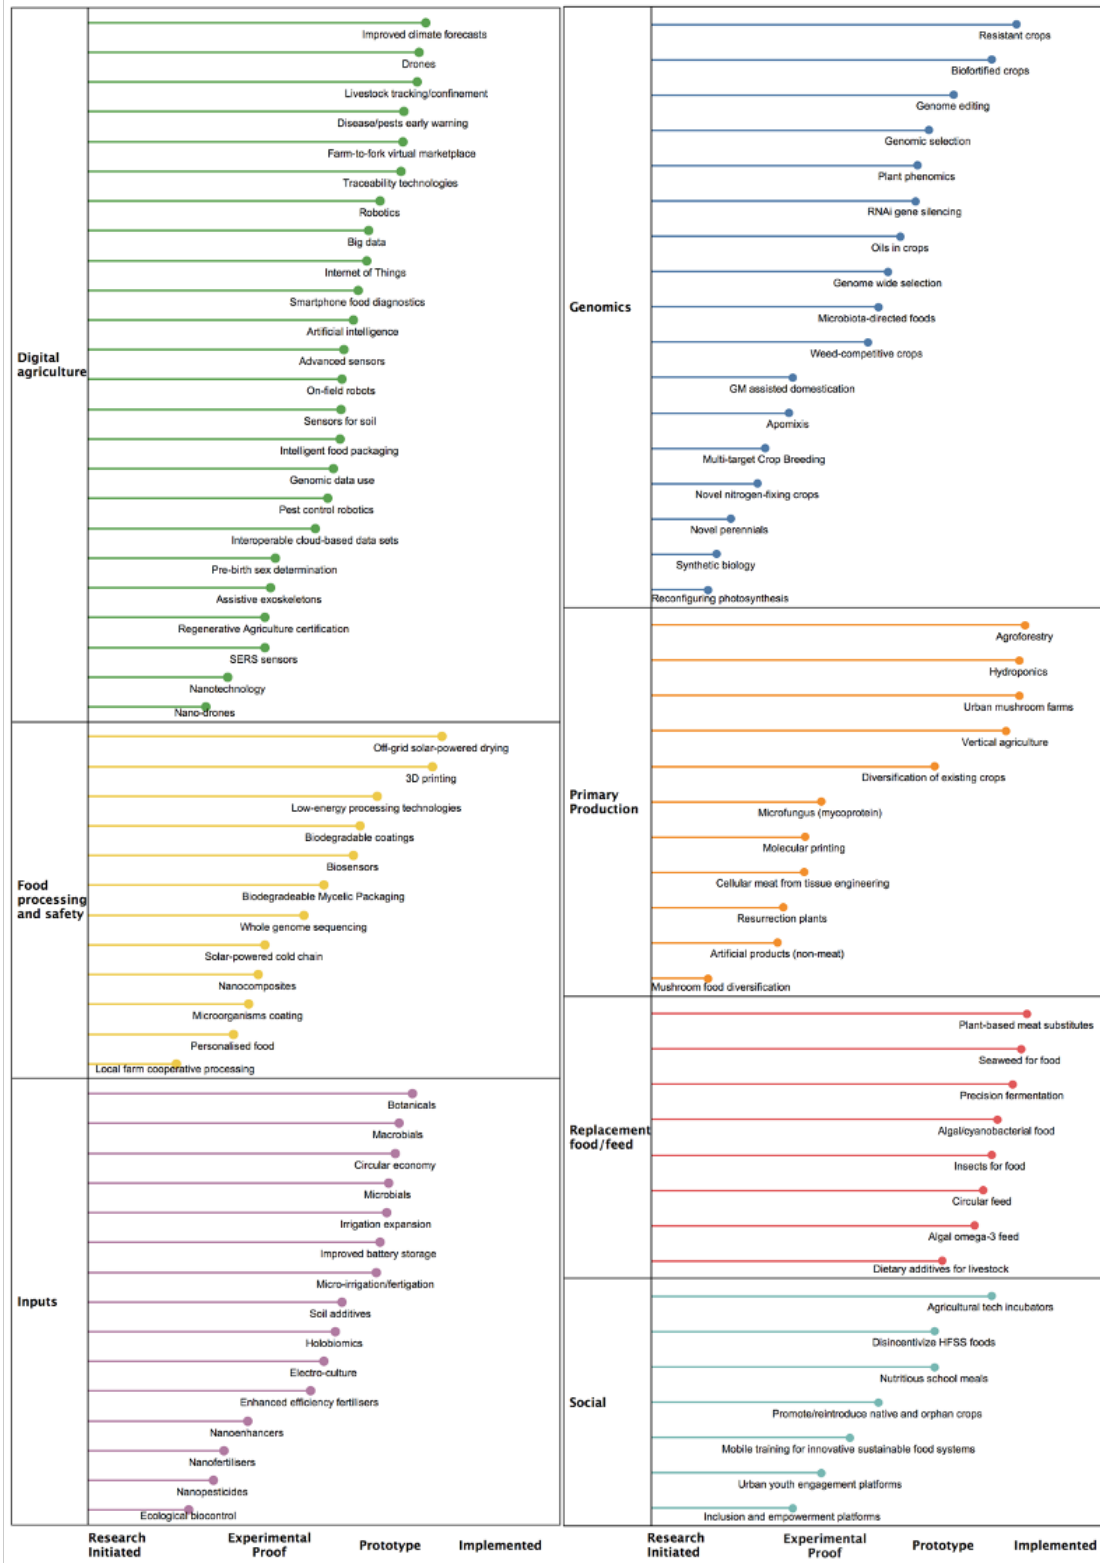 Digital
agriculture
Improved climate forecasts
Drones
Livestock tracking/confinement
Disease/pests early warning
Farm-to-fork virtual marketplace
Traceability technologies
Robotics
Big data
Internet of Things
Smartphone food diagnostics
Artificial intelligence
Advanced sensors
On-field robots
Sensors for soil
Intelligent food packaging
Genomic data use
Pest control robotics
Interoperable cloud-based data sets
Pre-birth sex determination
Assistive exoskeletons
Regenerative Agriculture certification
SERS sensors
Nanotechnology
Nano-drones
Food
processing
and safety
Off-grid solar-powered drying
3D printing
Low-energy processing technologies
Biodegradable coatings
Biosensors
Biodegradeable Mycelic Packaging
Whole genome sequencing
Solar-powered cold chain
Nanocomposites
Microorganisms coating
Personalised food
Local farm cooperative processing
Inputs
Botanicals
Macrobials
Circular economy
Microbials
Irrigation expansion
Improved battery storage
Micro-irrigation/fertigation
Soil additives
Holobiomics
Electro-culture
Enhanced efficiency fertilisers
Nanoenhancers
Nanofertilisers
Nanopesticides
Ecological biocontrol
Research
Initiated
Experimental
Proof
Prototype
Implemented
Genomics
Resistant crops
Biofortified crops
Genome editing
Genomic selection
Plant phenomics
RNAi gene silencing
Oils in crops
Genome wide selection
Microbiota-directed foods
Weed-competitive crops
GM assisted domestication
Apomixis
Multi-target Crop Breeding
Novel nitrogen-fixing crops
Novel perennials
Synthetic biology
Reconfiguring photosynthesis
Primary
Production
Agroforestry
Hydroponics
Urban mushroom farms
Vertical agriculture
Diversification of existing crops
Microfungus (mycoprotein)
Molecular printing
Cellular meat from tissue engineering
Resurrection plants
Artificial products (non-meat)
Mushroom food diversification
Replacement
food/feed
Plant-based meat substitutes
Seaweed for food
Precision fermentation
Algal/cyanobacterial food
Insects for food
Circular feed
Algal omega-3 feed
Dietary additives for livestock
Social
Agricultural tech incubators
Disincentivize HFSS foods
Nutritious school meals
Promote/reintroduce native and orphan crops
Mobile training for innovative sustainable food systems
Urban youth engagement platforms
Inclusion and empowerment platforms
Research
Initiated
Experimental
Proof
Prototype
Implemented